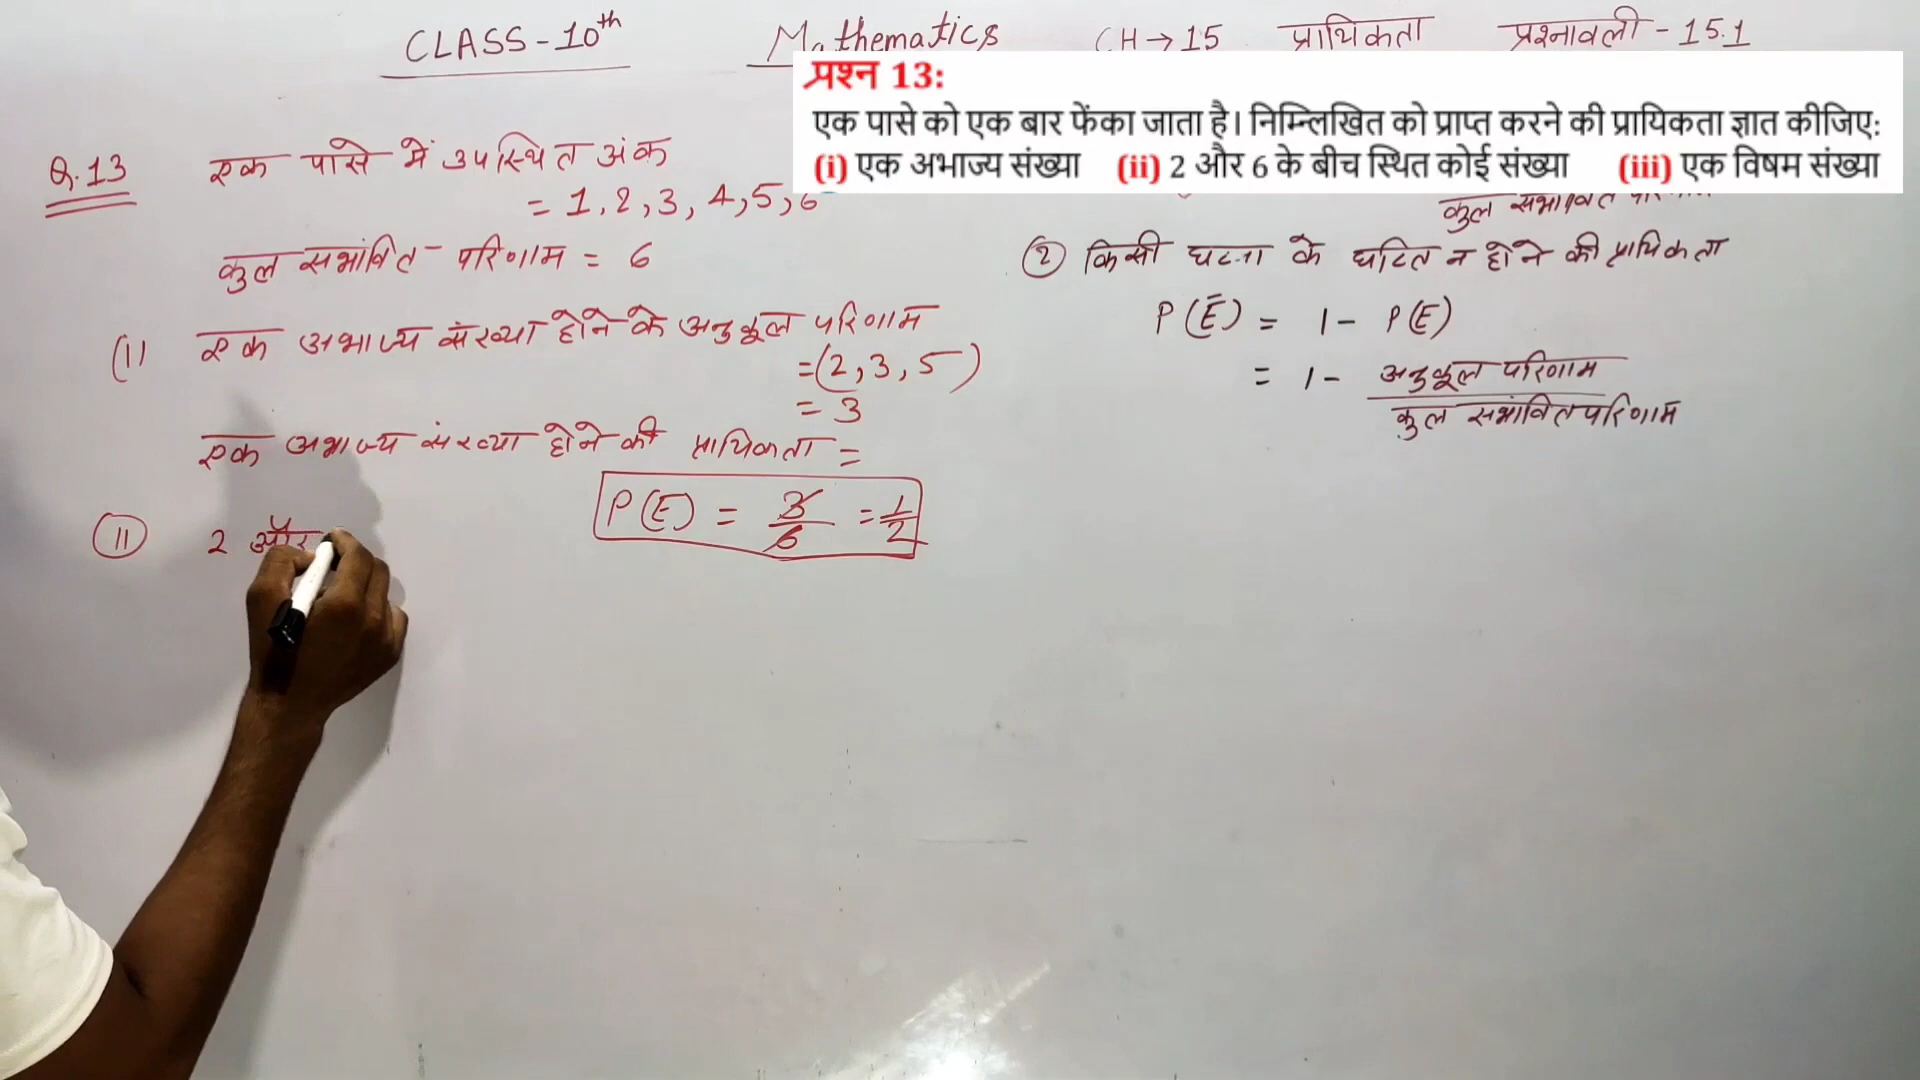 CLASS-10th Mathematics CH→15 प्रायिकता प्रश्नावली-15.1
प्रश्न 13:
एक पासे को एक बार फेंका जाता है। निम्न्लिखित को प्राप्त करने की प्रायिकता ज्ञात कीजिए:
(i) एक अभाज्य संख्या (ii) 2 और 6 के बीच स्थित कोई संख्या (iii) एक विषम संख्या
Q.13 एक पासे में उपस्थित अंक
= 1,2,3,4,5,6
कुल सभांवित परिणाम = 6
(I) एक अभाज्य संख्या होने के अनुकूल परिणाम
=(2,3,5)
= 3
एक अभाज्य संख्या होने की प्रायिकता =
P(E) = 3/6 = 1/2
(II) 2 और
कुल सभांवित
② किसी घटना के घटित न होने की प्रायिकता
P(Ē) = 1- P(E)
= 1- अनुकूल परिणाम
कुल सभांवित परिणाम